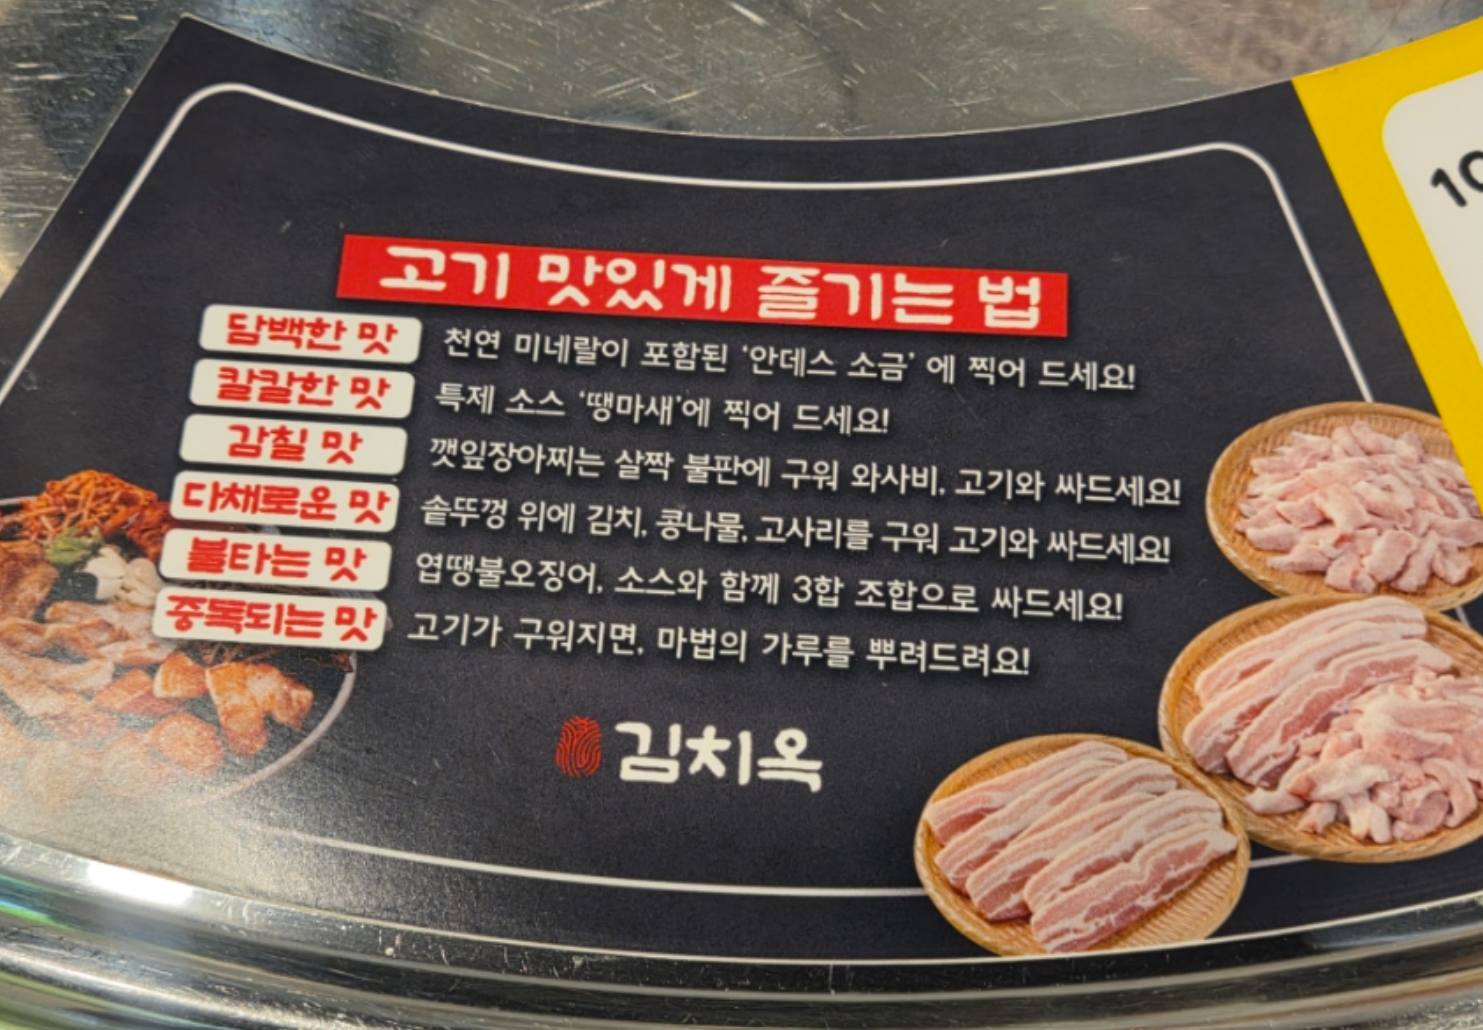 고기 맛있게 즐기는 법
담백한 맛 천연 미네랄이 포함된 ‘안데스 소금’ 에 찍어 드세요!
칼칼한 맛 특제 소스 ‘땡마새’에 찍어 드세요!
감칠 맛 깻잎장아찌는 살짝 불판에 구워 와사비, 고기와 싸드세요!
다채로운 맛 솥뚜껑 위에 김치, 콩나물, 고사리를 구워 고기와 싸드세요!
불타는 맛 엽땡불오징어, 소스와 함께 3합 조합으로 싸드세요!
중독되는 맛 고기가 구워지면, 마법의 가루를 뿌려드려요!
김치옥